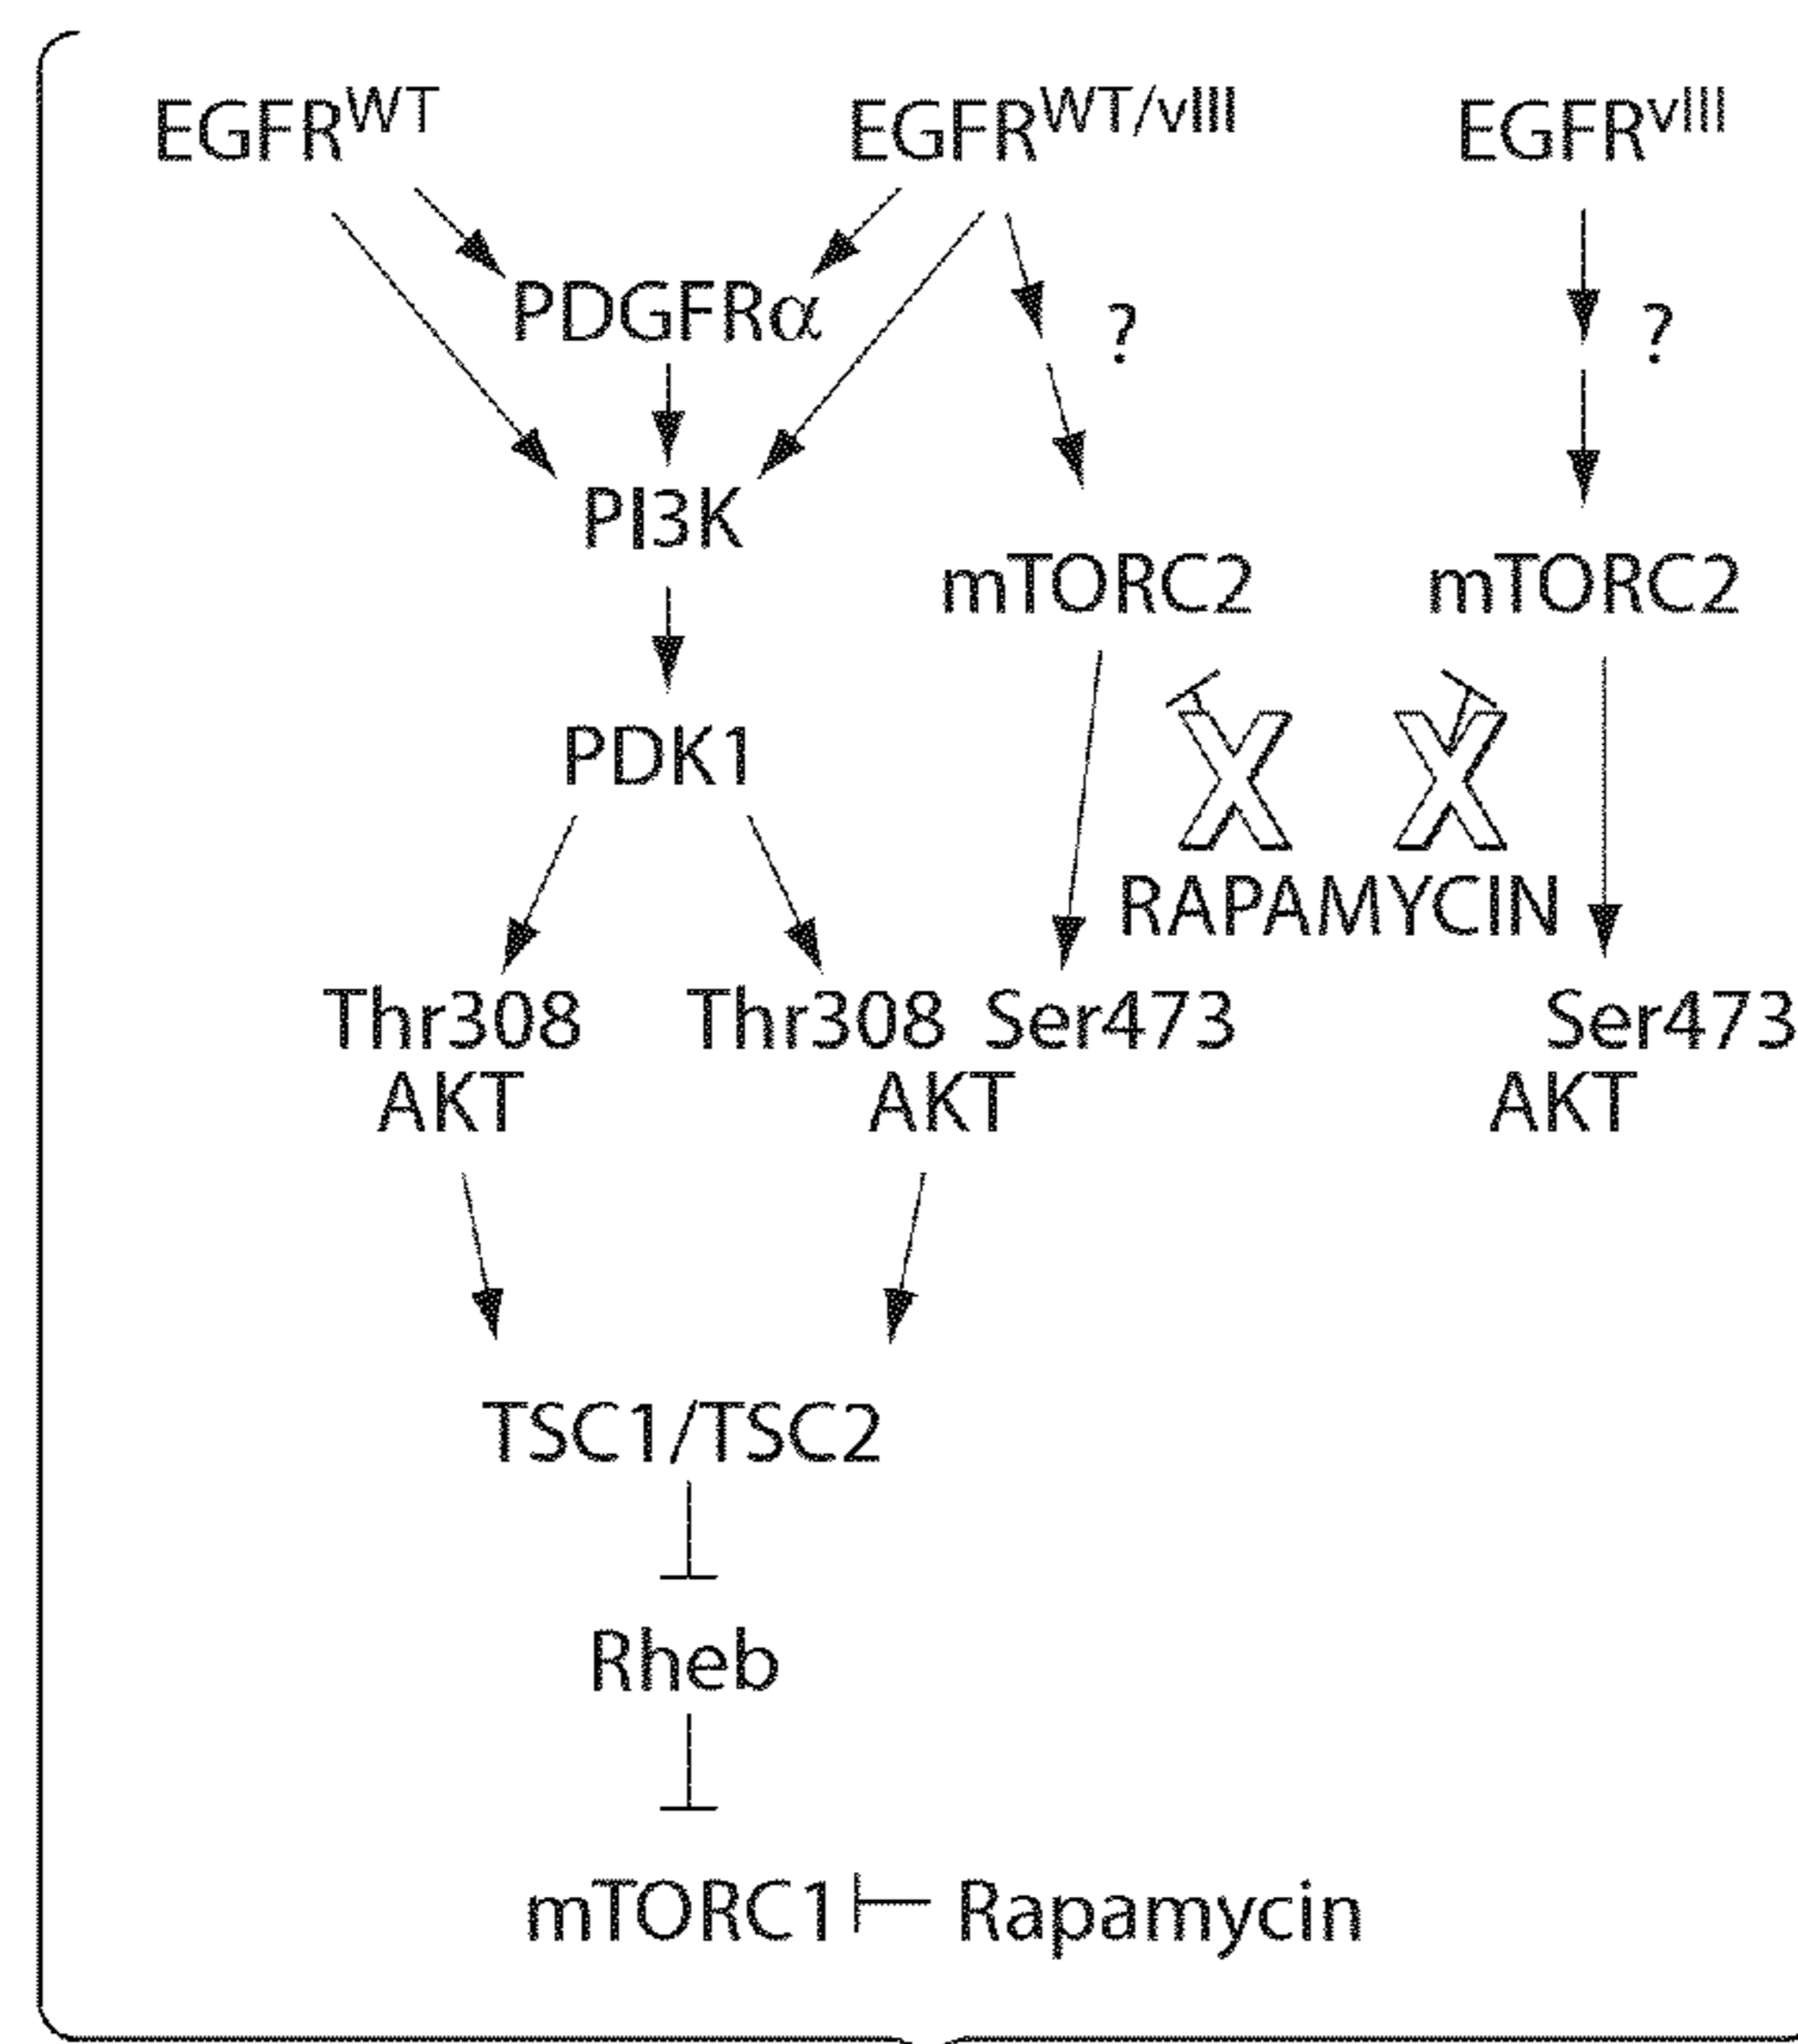 EGFRWT EGFRWT/vIII EGFRvIII
PDGFRα ? ?
PI3K
mTORC2 mTORC2
PDK1
X X
RAPAMYCIN
Thr308 Thr308 Ser473 Ser473
AKT AKT AKT
TSC1/TSC2
Rheb
mTORC1 Rapamycin